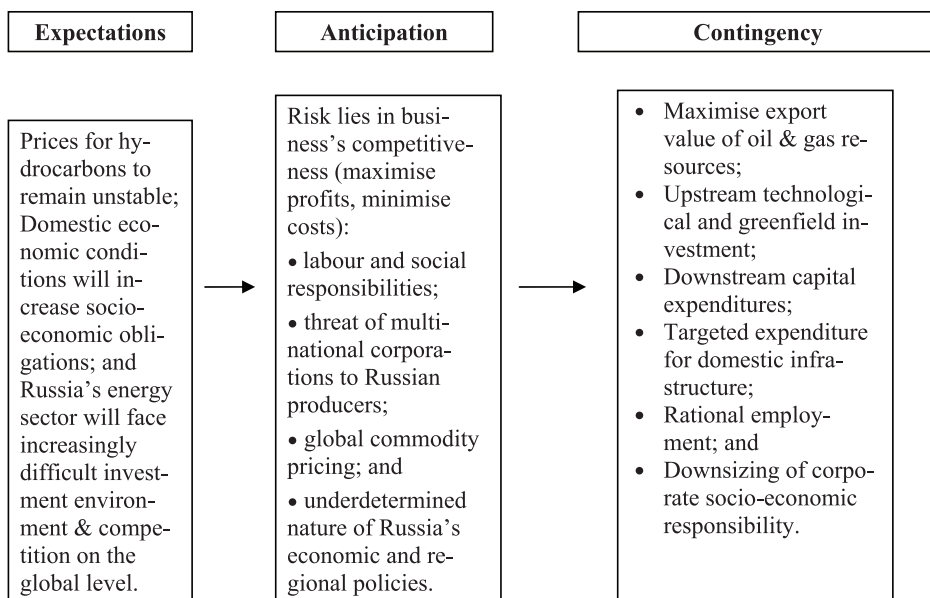 Expectations
Anticipation
Contingency
Prices for hy-
drocarbons to
remain unstable;
Domestic eco-
nomic condi-
tions will in-
crease socio-
economic obli-
gations; and
Russia’s energy
sector will face
increasingly
difficult invest-
ment environ-
ment & compe-
tition on the
global level.
Risk lies in busi-
ness’s competitive-
ness (maximise
profits, minimise
costs):
• labour and social
responsibilities;
• threat of multi-
national corpora-
tions to Russian
producers;
• global commodity
pricing; and
• underdetermined
nature of Russia’s
economic and re-
gional policies.
• Maximise export
value of oil & gas re-
sources;
• Upstream technologi-
cal and greenfield in-
vestment;
• Downstream capital
expenditures;
• Targeted expenditure
for domestic infra-
structure;
• Rational employ-
ment; and
• Downsizing of corpo-
rate socio-economic
responsibility.